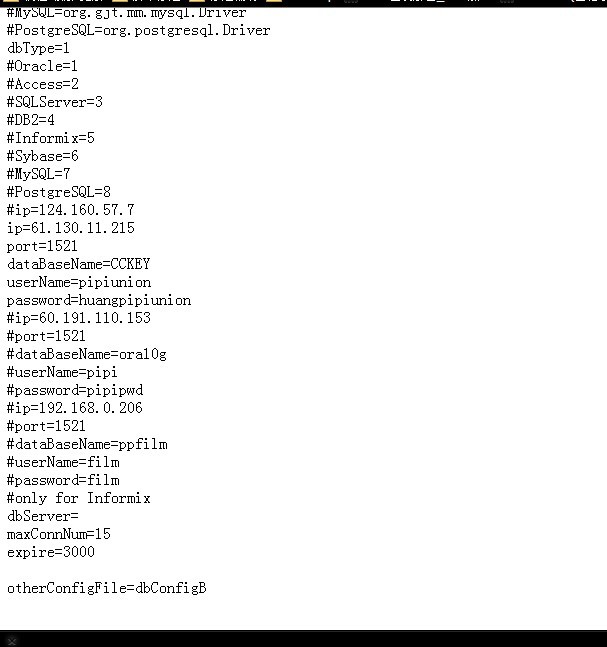 #MySQL=org.gjt.mm.mysql.Driver
#PostgreSQL=org.postgresql.Driver
dbType=1
#Oracle=1
#Access=2
#SQLServer=3
#DB2=4
#Informix=5
#Sybase=6
#MySQL=7
#PostgreSQL=8
#ip=124.160.57.7
ip=61.130.11.215
port=1521
dataBaseName=CCKEY
userName=pipiunion
password=huangpipiunion
#ip=60.191.110.153
#port=1521
#dataBaseName=ora10g
#userName=pipi
#password=pipipwd
#ip=192.168.0.206
#port=1521
#dataBaseName=ppfilm
#userName=film
#password=film
#only for Informix
dbServer=
maxConnNum=15
expire=3000
otherConfigFile=dbConfigB